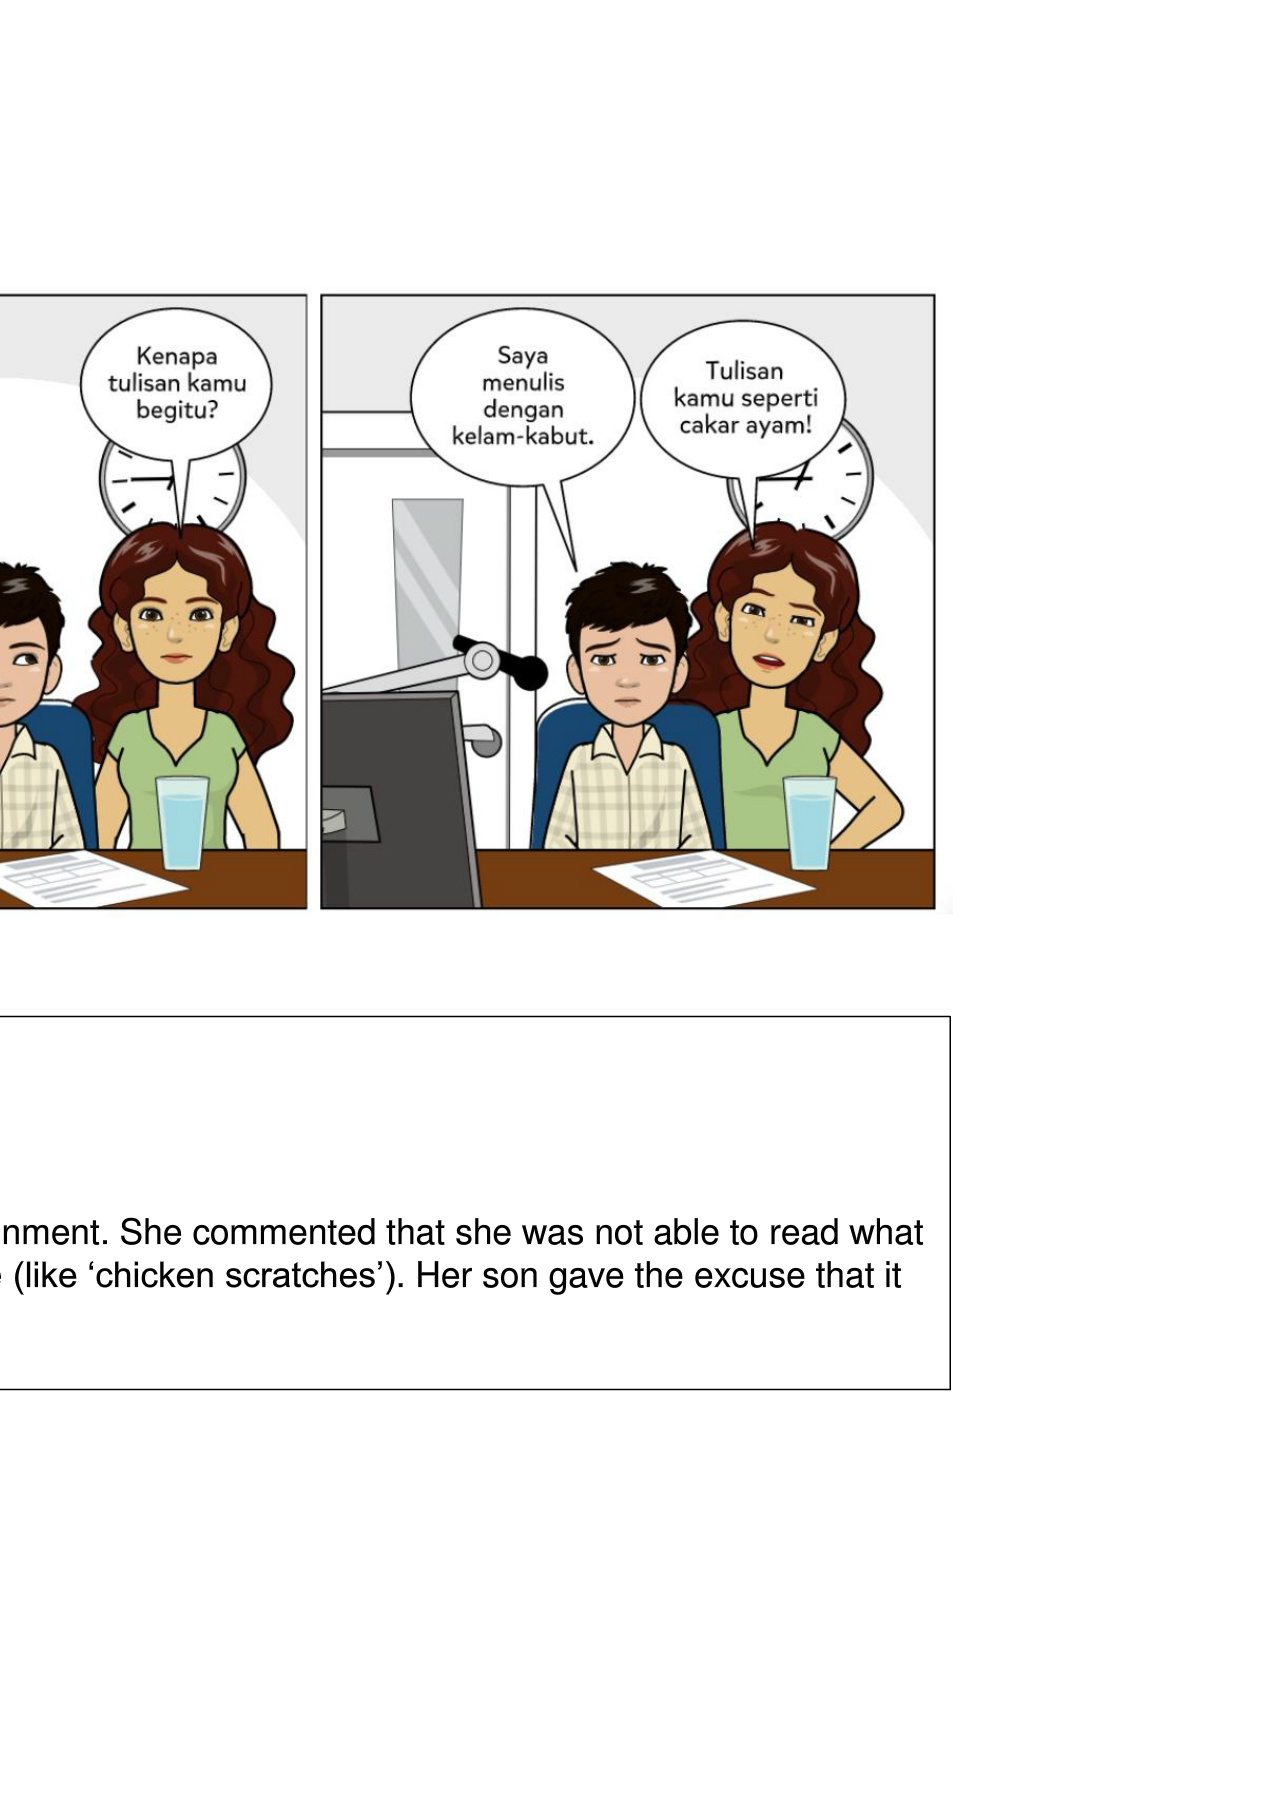 Kenapa
tulisan kamu
begitu?
Saya
menulis
dengan
kelam-kabut.
Tulisan
kamu seperti
cakar ayam!
nment. She commented that she was not able to read what
(like ‘chicken scratches’). Her son gave the excuse that it